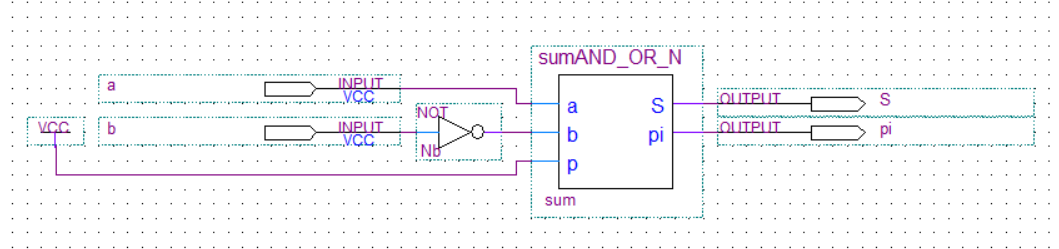 sumAND_OR_N
a INPUT VCC
a S OUTPUT S
VCC b INPUT VCC NOT
b pi OUTPUT pi
Nb
p
sum